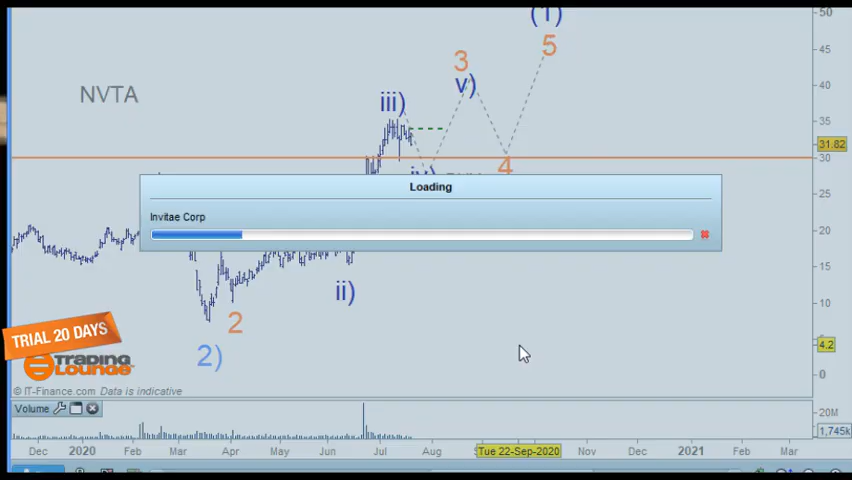 (1)
50
5
45
3
v)
40
NVTA
iii)
35
31.82
30
4
Loading
Invitae Corp
25
20
15
ii)
10
2
4.2
2)
0
TRIAL 20 DAYS
TRADING
LOUNGE
© IT-Finance.com Data is indicative
Volume
20M
1,745k
Dec 2020 Feb Mar Apr May Jun Jul Aug Tue 22-Sep-2020 Nov Dec 2021 Feb Mar